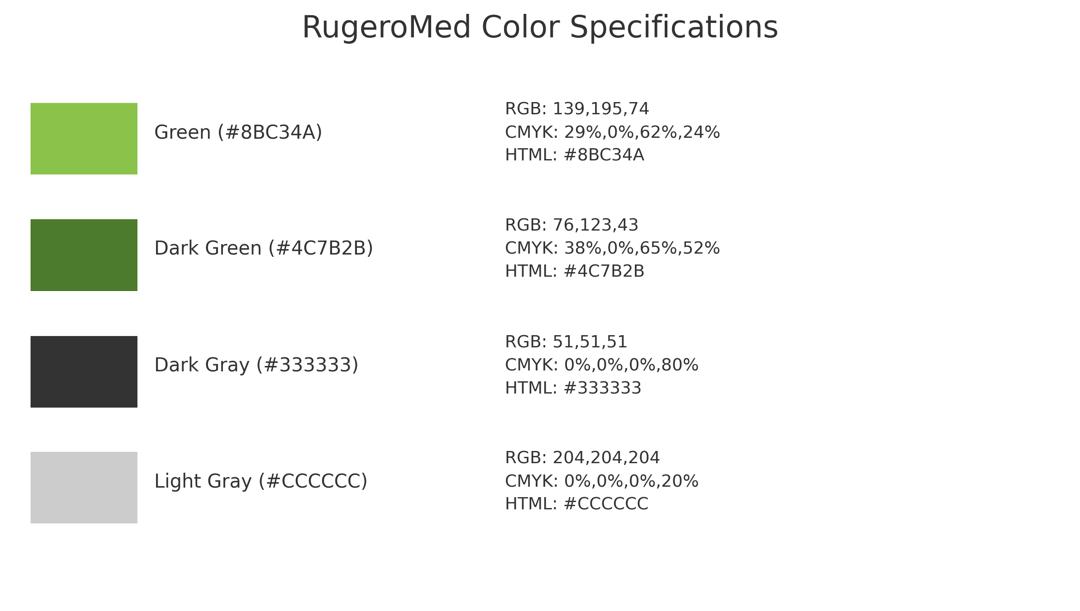 RugeroMed Color Specifications
Green (#8BC34A)
RGB: 139,195,74
CMYK: 29%,0%,62%,24%
HTML: #8BC34A
Dark Green (#4C7B2B)
RGB: 76,123,43
CMYK: 38%,0%,65%,52%
HTML: #4C7B2B
Dark Gray (#333333)
RGB: 51,51,51
CMYK: 0%,0%,0%,80%
HTML: #333333
Light Gray (#CCCCCC)
RGB: 204,204,204
CMYK: 0%,0%,0%,20%
HTML: #CCCCCC